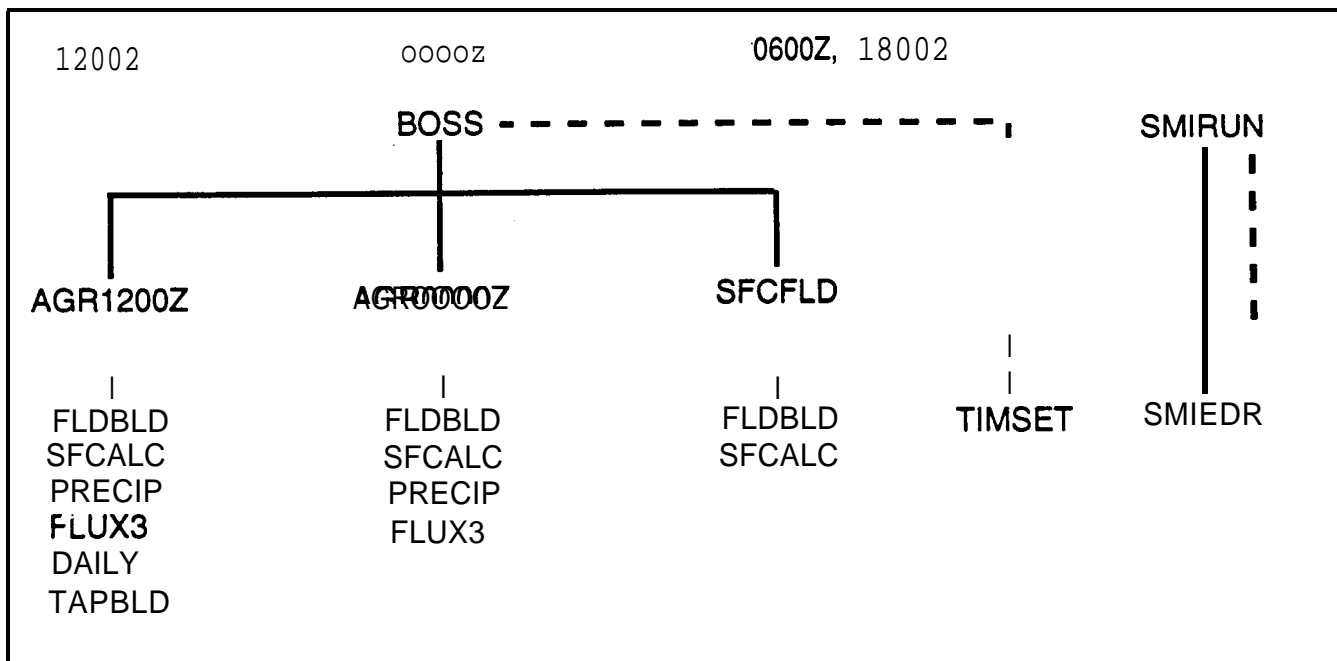 12002 ooooz 0600Z, 18002
BOSS SMIRUN
AGR1200Z AGR0000Z SFCFLD
FLDBLD FLDBLD FLDBLD TIMSET SMIEDR
SFCALC SFCALC SFCALC
PRECIP PRECIP
FLUX3 FLUX3
DAILY
TAPBLD